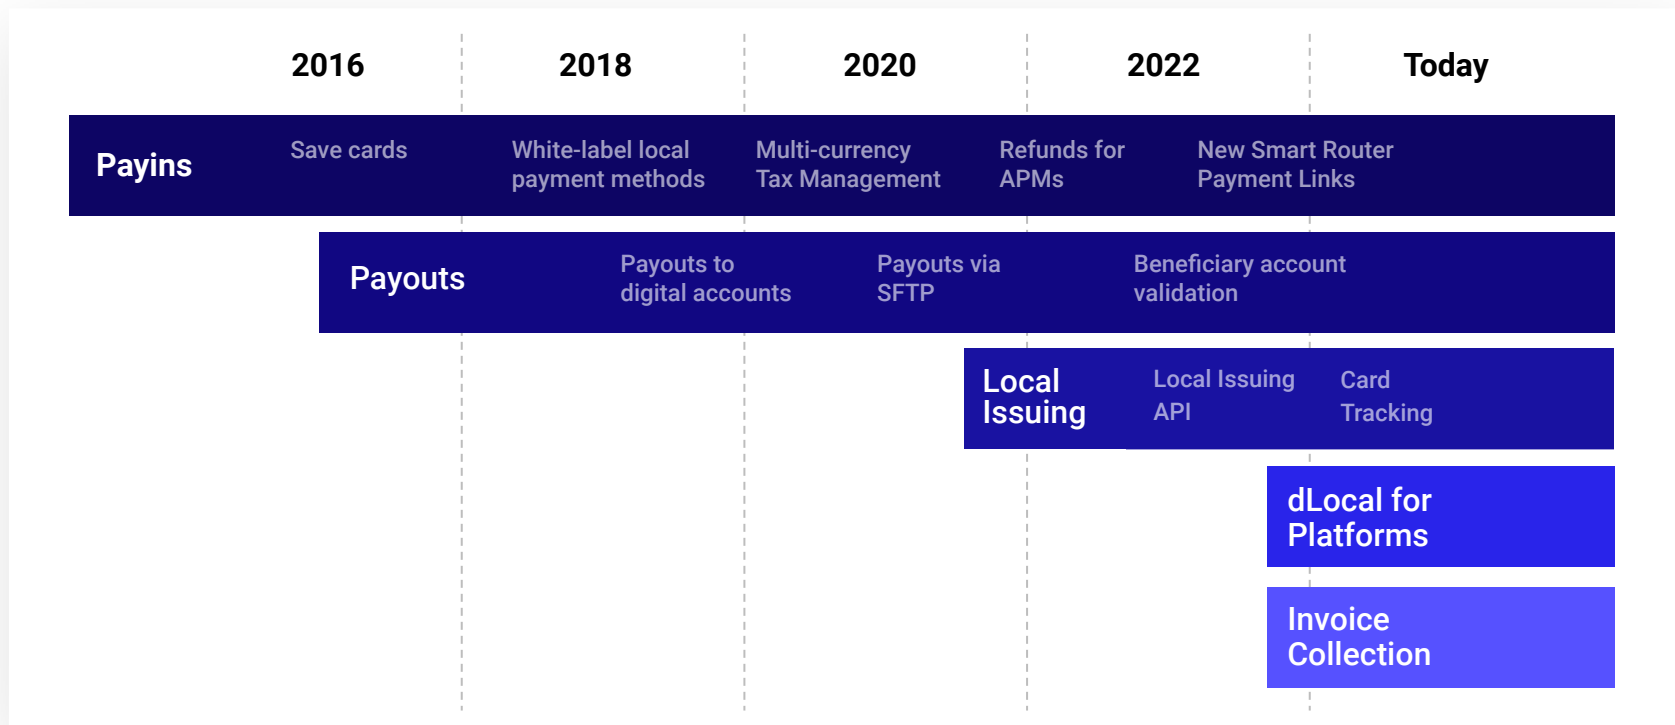 2016
2018
2020
2022
Today
Payins
Save cards
White-label local
payment methods
Multi-currency
Tax Management
Refunds for
APMs
New Smart Router
Payment Links
Payouts
Payouts to
digital accounts
Payouts via
SFTP
Beneficiary account
validation
Local
Issuing
Local Issuing
API
Card
Tracking
dLocal for
Platforms
Invoice
Collection